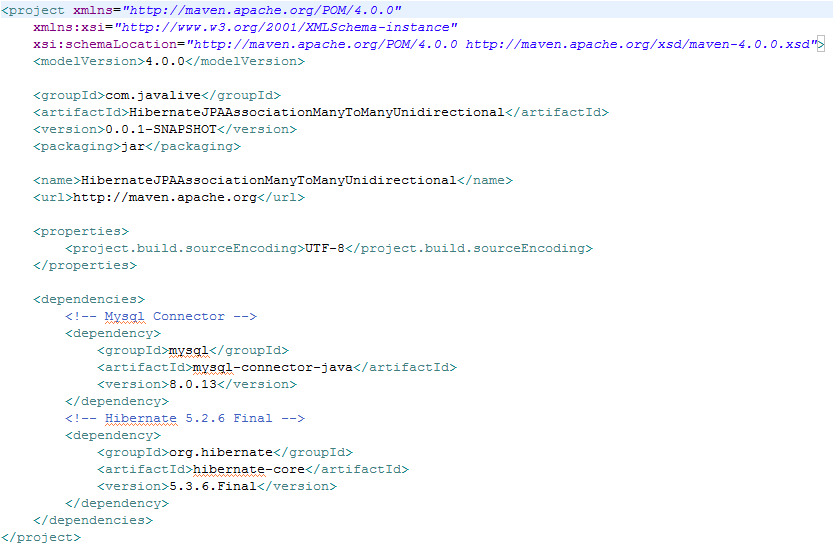 <project xmlns="http://maven.apache.org/POM/4.0.0"
xmlns:xsi="http://www.w3.org/2001/XMLSchema-instance"
xsi:schemaLocation="http://maven.apache.org/POM/4.0.0 http://maven.apache.org/xsd/maven-4.0.0.xsd">
<modelVersion>4.0.0</modelVersion>
<groupId>com.javalive</groupId>
<artifactId>HibernateJPAAssociationManyToManyUnidirectional</artifactId>
<version>0.0.1-SNAPSHOT</version>
<packaging>jar</packaging>
<name>HibernateJPAAssociationManyToManyUnidirectional</name>
<url>http://maven.apache.org</url>
<properties>
<project.build.sourceEncoding>UTF-8</project.build.sourceEncoding>
</properties>
<dependencies>
<!-- Mysql Connector -->
<dependency>
<groupId>mysql</groupId>
<artifactId>mysql-connector-java</artifactId>
<version>8.0.13</version>
</dependency>
<!-- Hibernate 5.2.6 Final -->
<dependency>
<groupId>org.hibernate</groupId>
<artifactId>hibernate-core</artifactId>
<version>5.3.6.Final</version>
</dependency>
</dependencies>
</project>